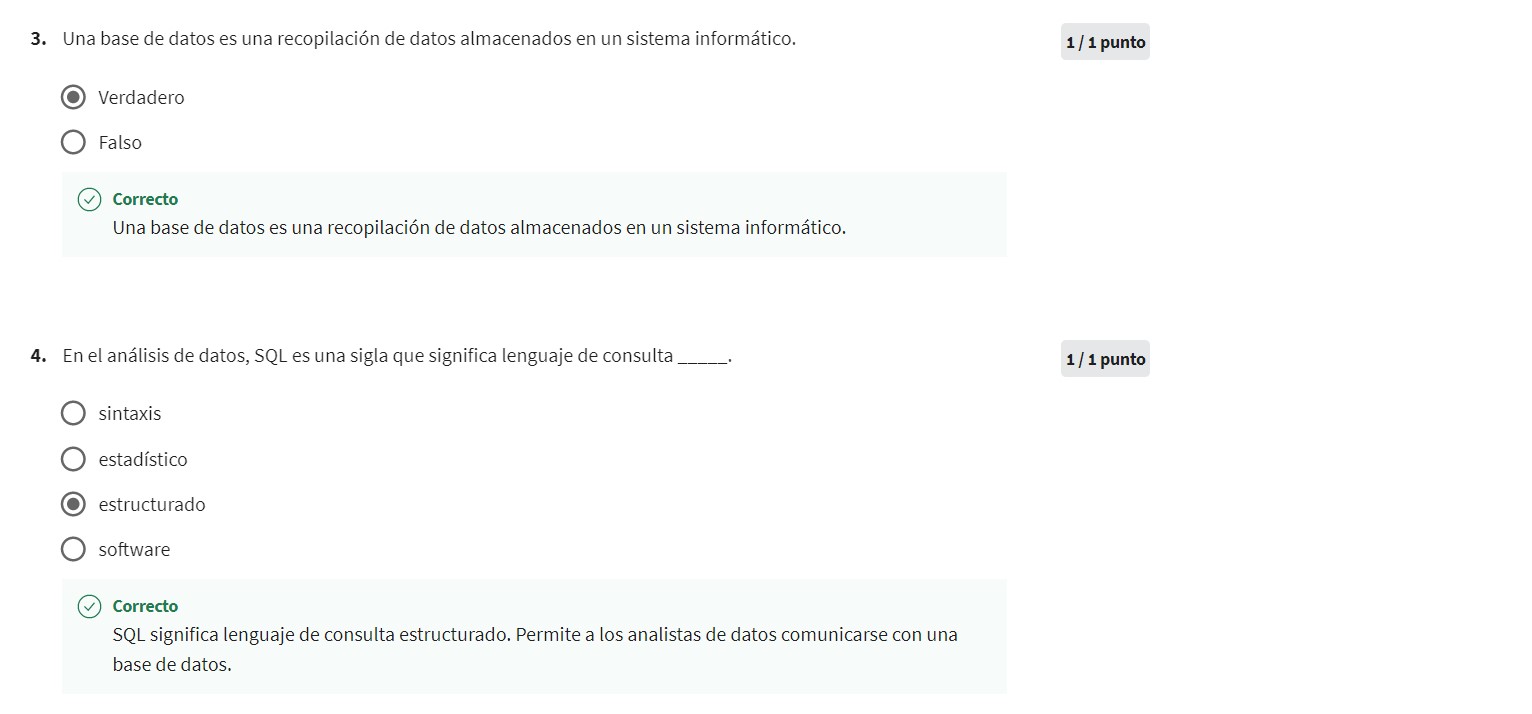 3. Una base de datos es una recopilación de datos almacenados en un sistema informático.
1 / 1 punto
Verdadero
Falso
Correcto
Una base de datos es una recopilación de datos almacenados en un sistema informático.
4. En el análisis de datos, SQL es una sigla que significa lenguaje de consulta _____.
1 / 1 punto
sintaxis
estadístico
estructurado
software
Correcto
SQL significa lenguaje de consulta estructurado. Permite a los analistas de datos comunicarse con una
base de datos.